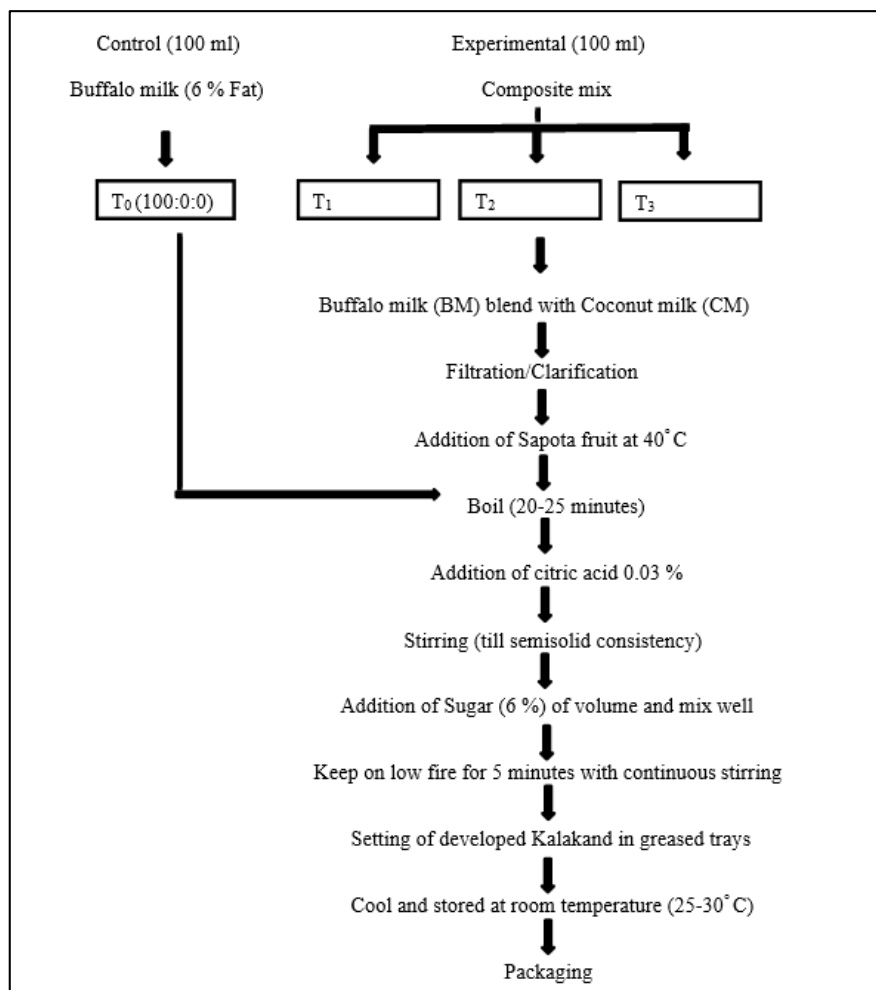 Control (100 ml)
Experimental (100 ml)
Buffalo milk (6 % Fat)
Composite mix
T₀ (100:0:0)
T₁
T₂
T₃
Buffalo milk (BM) blend with Coconut milk (CM)
Filtration/Clarification
Addition of Sapota fruit at 40˚C
Boil (20-25 minutes)
Addition of citric acid 0.03 %
Stirring (till semisolid consistency)
Addition of Sugar (6 %) of volume and mix well
Keep on low fire for 5 minutes with continuous stirring
Setting of developed Kalakand in greased trays
Cool and stored at room temperature (25-30˚C)
Packaging